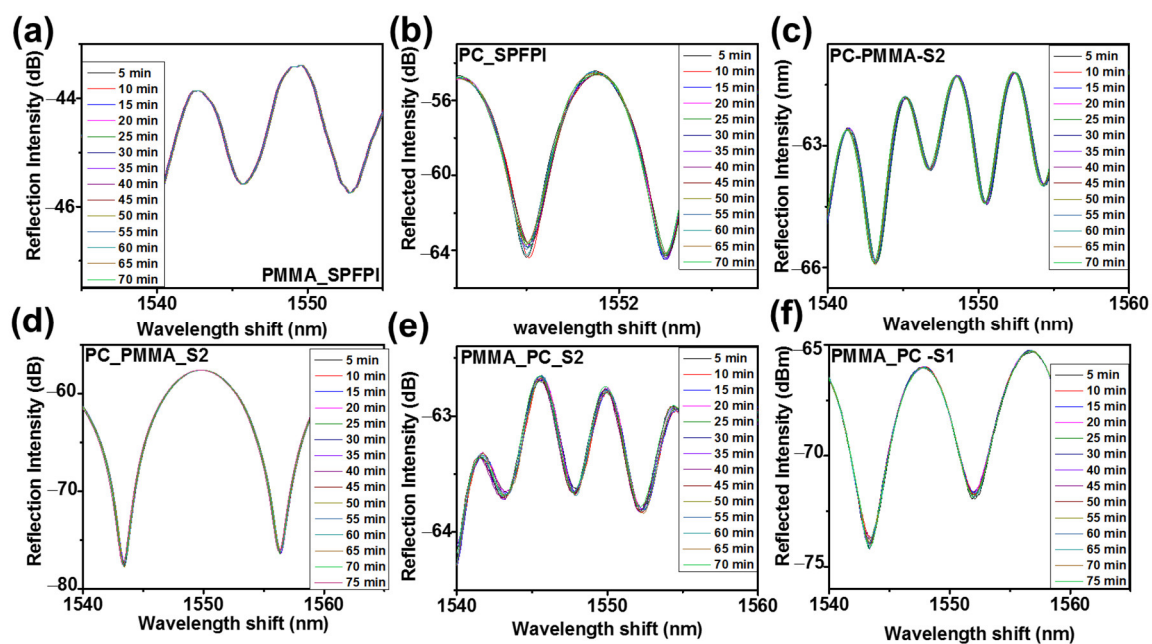 (a)
Reflection Intensity (dB)
−44
−46
5 min
10 min
15 min
20 min
25 min
30 min
35 min
40 min
45 min
50 min
55 min
60 min
65 min
70 min
PMMA_SPFPI
1540
1550
Wavelength shift (nm)
(b)
PC_SPFPI
Reflected Intensity (dB)
−56
−60
−64
5 min
10 min
15 min
20 min
25 min
30 min
35 min
40 min
45 min
50 min
55 min
60 min
65 min
70 min
1552
wavelength shift (nm)
(c)
PC-PMMA-S2
Reflection Intensity (nm)
−63
−66
5 min
10 min
15 min
20 min
25 min
30 min
35 min
40 min
45 min
50 min
55 min
60 min
65 min
70 min
1540
1550
1560
Wavelength shift (nm)
(d)
PC_PMMA_S2
Reflection Intensity (dB)
−60
−70
−80
5 min
10 min
15 min
20 min
25 min
30 min
35 min
40 min
45 min
50 min
55 min
60 min
65 min
70 min
75 min
1540
1550
1560
Wavelength shift (nm)
(e)
PMMA_PC_S2
Reflection Intensity (dB)
−63
−64
5 min
10 min
15 min
20 min
25 min
30 min
35 min
40 min
45 min
50 min
55 min
60 min
65 min
70 min
1540
1550
1560
Wavelength shift (nm)
(f)
PMMA_PC -S1
Reflected Intensity (dBm)
−65
−70
−75
5 min
10 min
15 min
20 min
25 min
30 min
40 min
45 min
50 min
55 min
60 min
65 min
70 min
75 min
1540
1550
1560
Wavelength shift (nm)